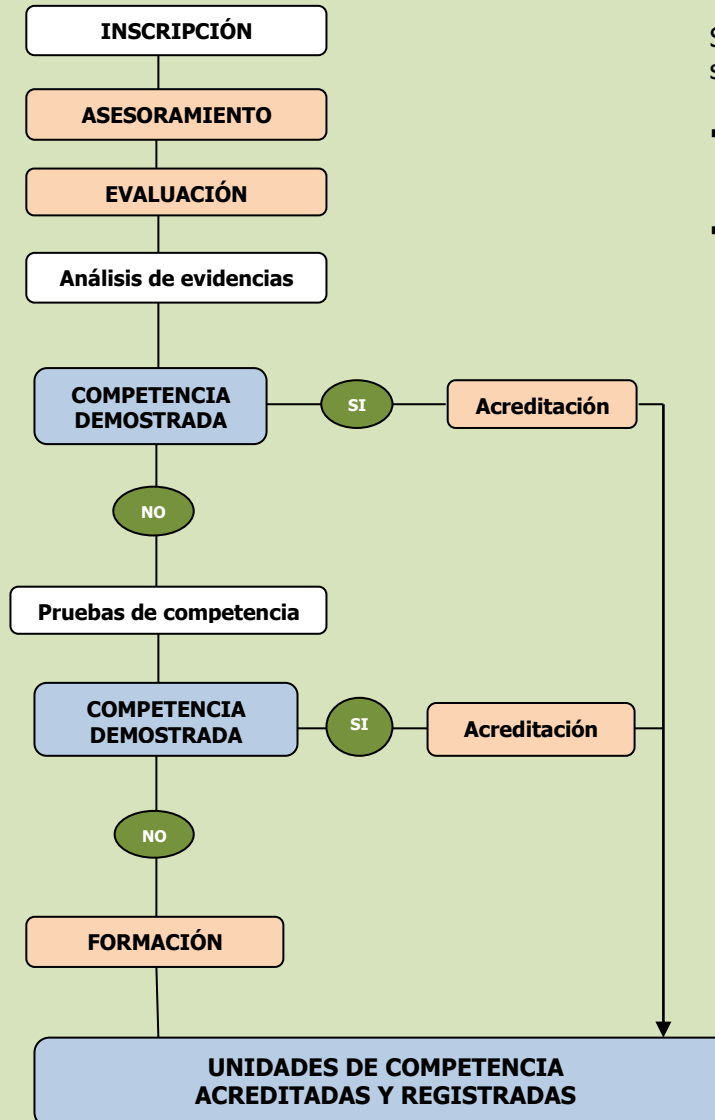 INSCRIPCIÓN
ASESORAMIENTO
EVALUACIÓN
Análisis de evidencias
COMPETENCIA
DEMOSTRADA
SI
Acreditación
NO
Pruebas de competencia
COMPETENCIA
DEMOSTRADA
SI
Acreditación
NO
FORMACIÓN
UNIDADES DE COMPETENCIA
ACREDITADAS Y REGISTRADAS